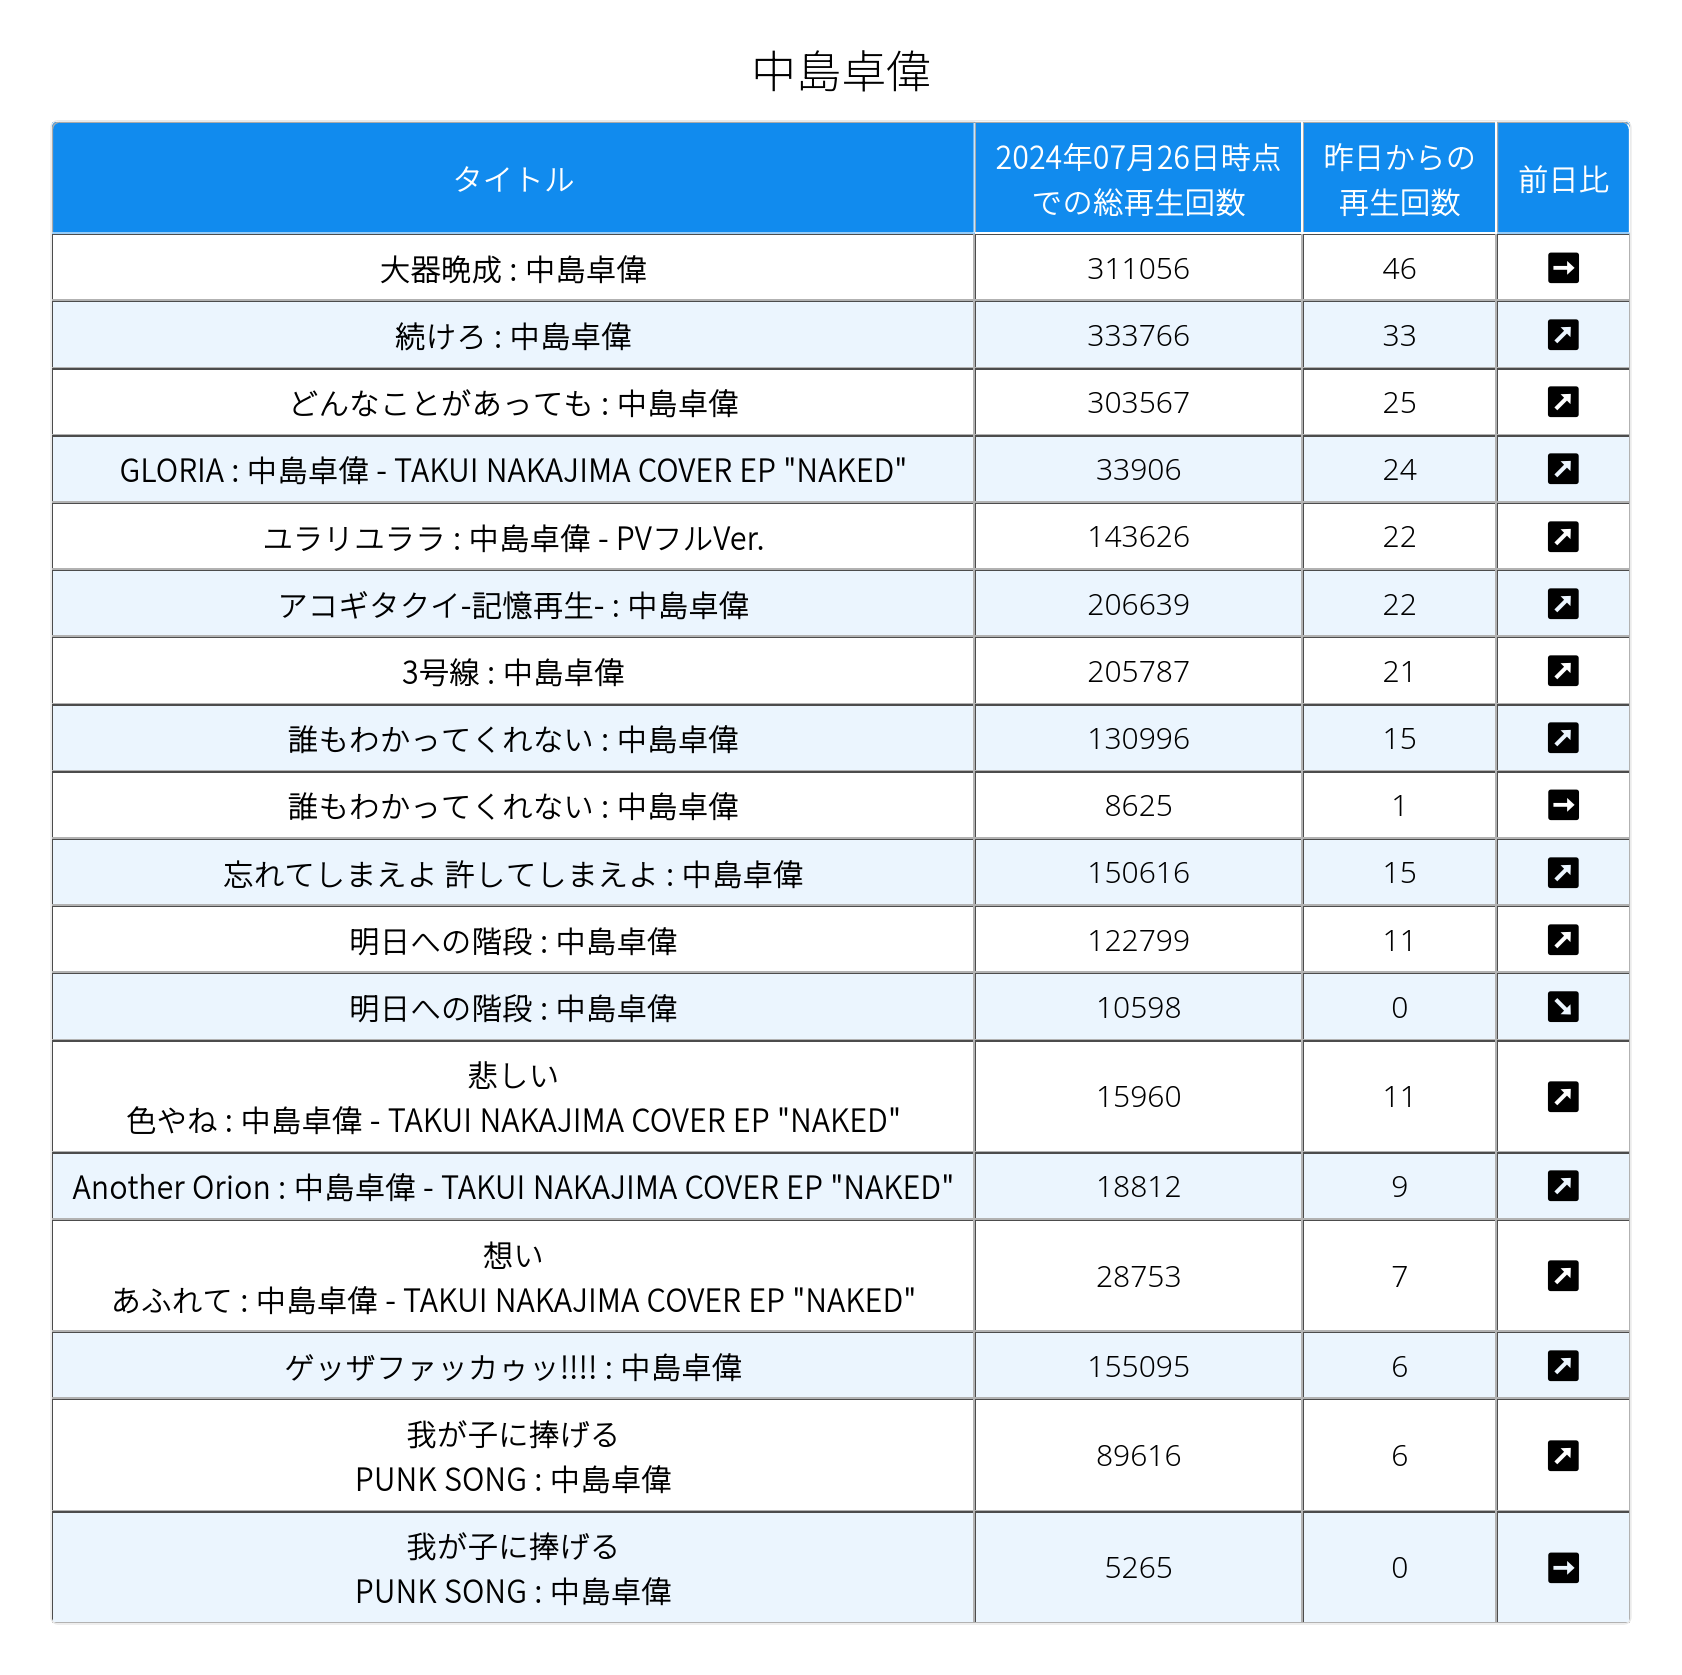 中島卓偉
タイトル
2024年07月26日時点
での総再生回数
昨日からの
再生回数
前日比
大器晩成 : 中島卓偉 311056 46
続けろ : 中島卓偉 333766 33
どんなことがあっても : 中島卓偉 303567 25
GLORIA : 中島卓偉 - TAKUI NAKAJIMA COVER EP "NAKED" 33906 24
ユラリユララ : 中島卓偉 - PVフルVer. 143626 22
アコギタクイ-記憶再生- : 中島卓偉 206639 22
3号線 : 中島卓偉 205787 21
誰もわかってくれない : 中島卓偉 130996 15
誰もわかってくれない : 中島卓偉 8625 1
忘れてしまえよ 許してしまえよ : 中島卓偉 150616 15
明日への階段 : 中島卓偉 122799 11
明日への階段 : 中島卓偉 10598 0
悲しい
色やね : 中島卓偉 - TAKUI NAKAJIMA COVER EP "NAKED" 15960 11
Another Orion : 中島卓偉 - TAKUI NAKAJIMA COVER EP "NAKED" 18812 9
想い
あふれて : 中島卓偉 - TAKUI NAKAJIMA COVER EP "NAKED" 28753 7
ゲッザファッカゥッ!!!! : 中島卓偉 155095 6
我が子に捧げる
PUNK SONG : 中島卓偉 89616 6
我が子に捧げる
PUNK SONG : 中島卓偉 5265 0